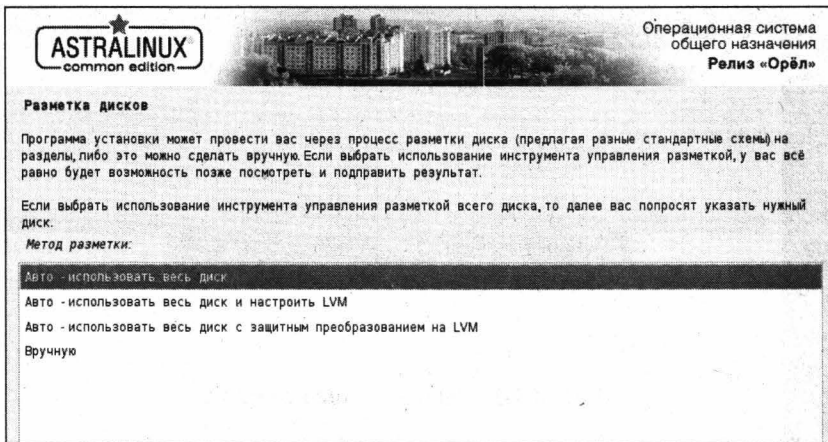 ASTRALINUX
common edition
Операционная система
общего назначения
Релиз «Орёл»
Разметка дисков
Программа установки может провести вас через процесс разметки диска (предлагая разные стандартные схемы) на
разделы, либо это можно сделать вручную. Если выбрать использование инструмента управления разметкой, у вас всё
равно будет возможность позже посмотреть и подправить результат.
Если выбрать использование инструмента управления разметкой всего диска, то далее вас попросят указать нужный
диск.
Метод разметки:
Авто - использовать весь диск
Авто - использовать весь диск и настроить LVM
Авто - использовать весь диск с защитным преобразованием на LVM
Вручную